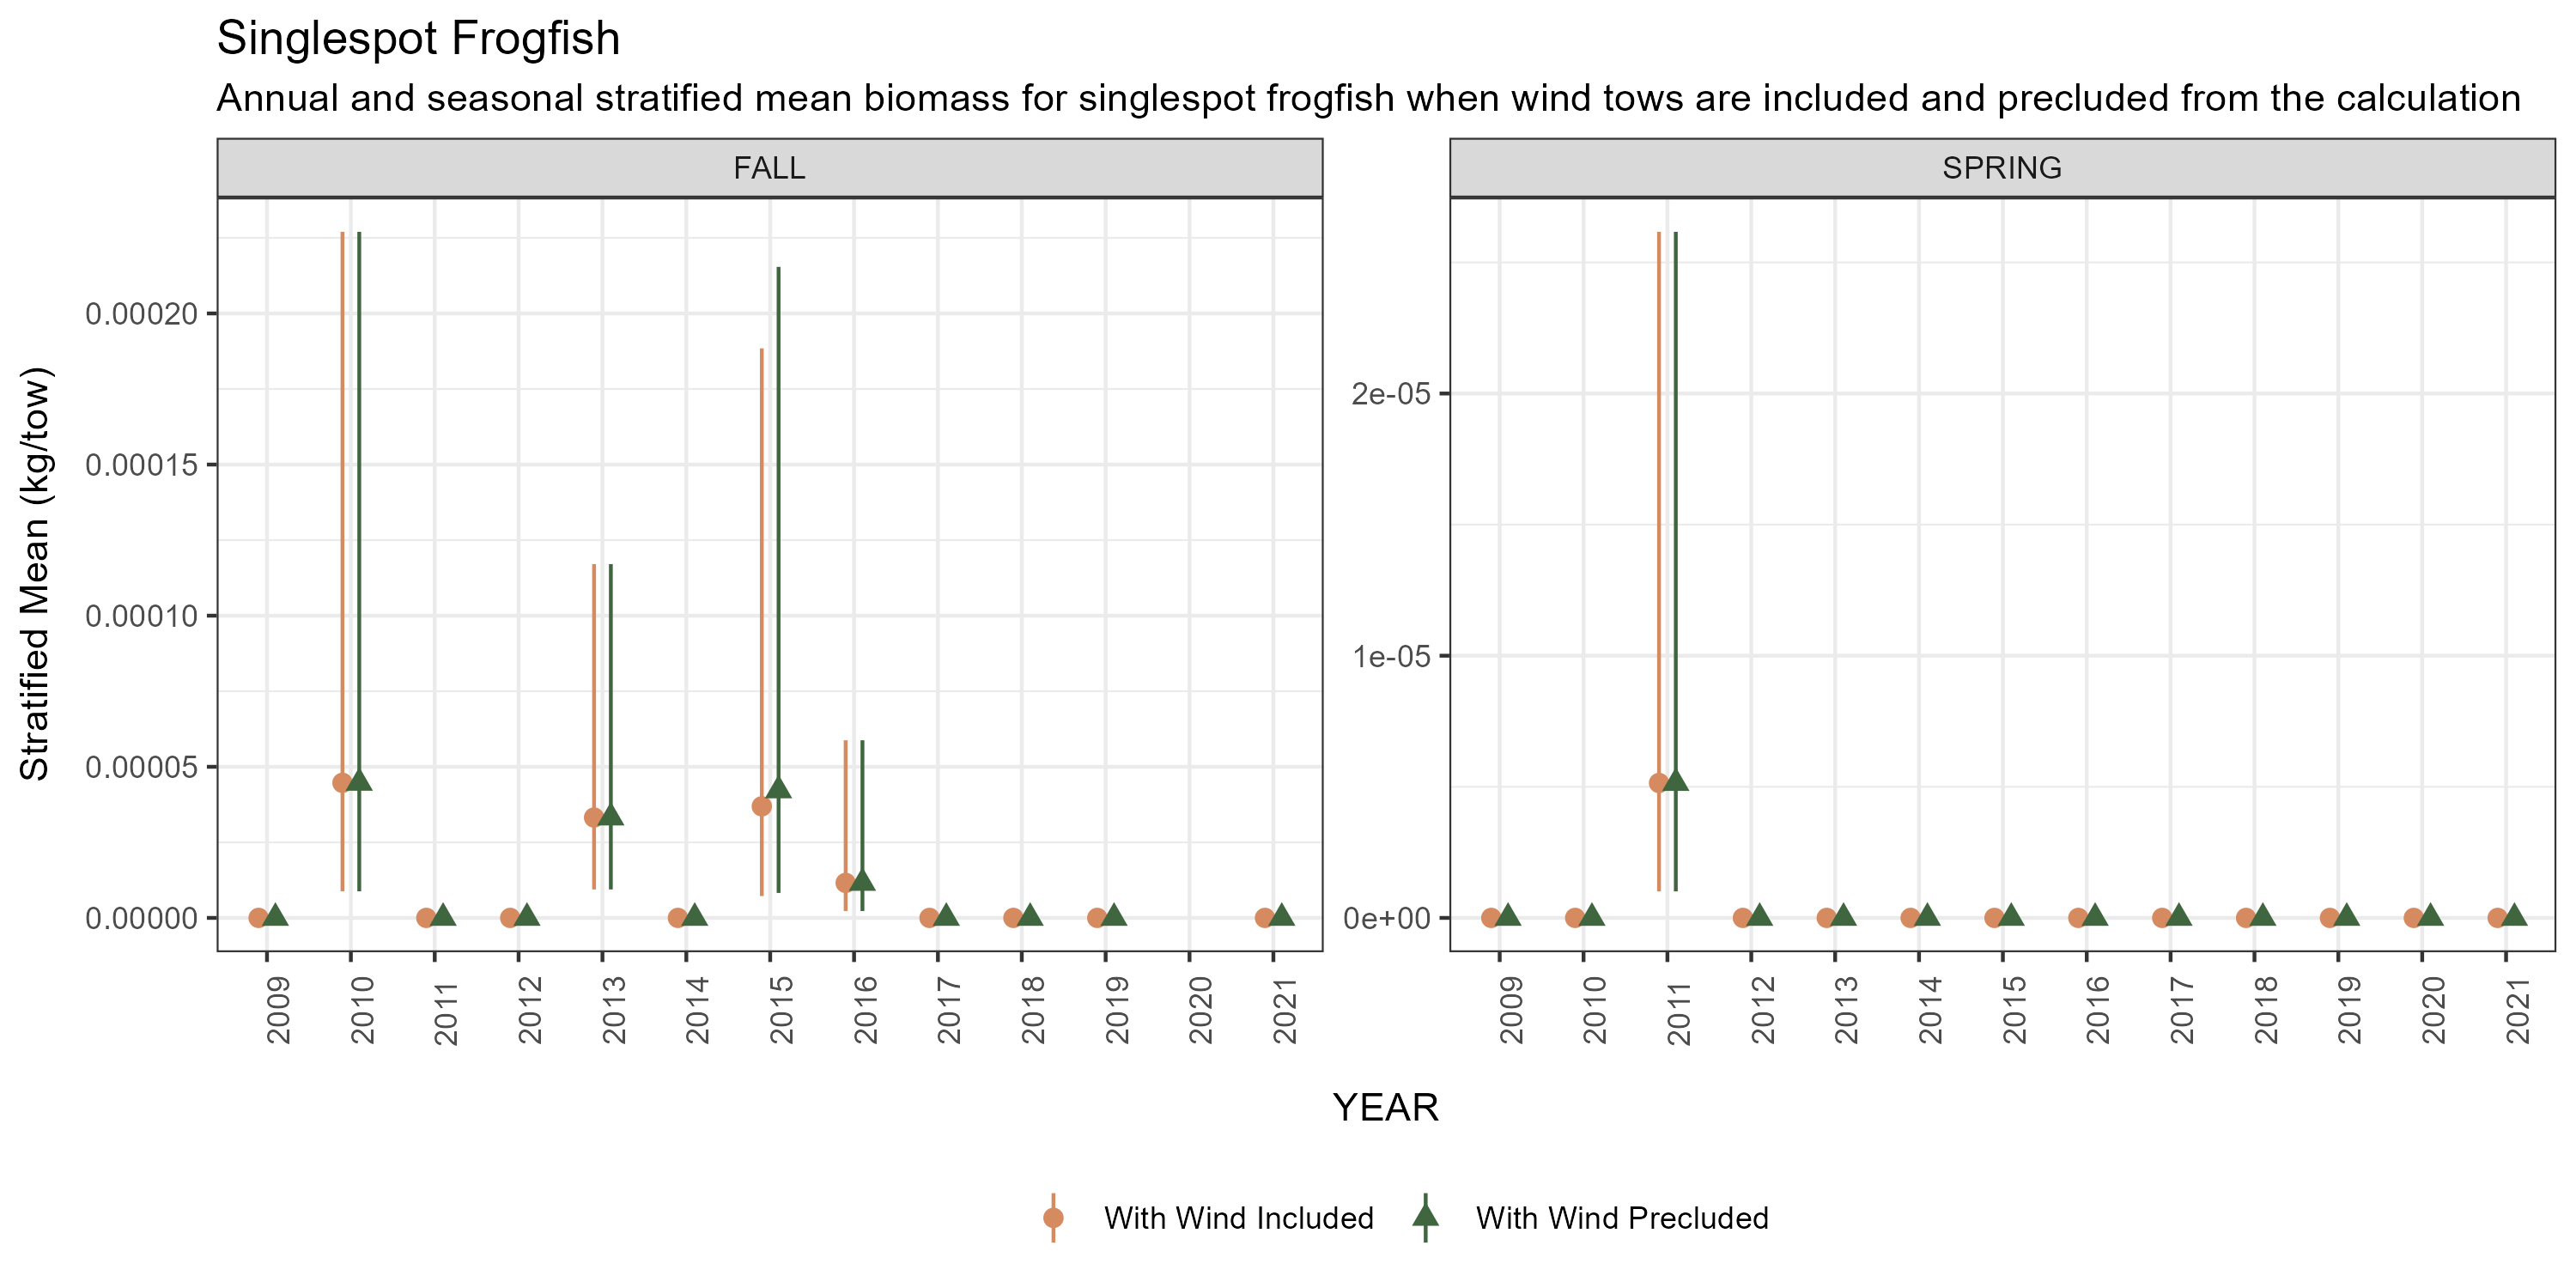 Singlespot Frogfish
Annual and seasonal stratified mean biomass for singlespot frogfish when wind tows are included and precluded from the calculation
FALL
SPRING
Stratified Mean (kg/tow)
0.00020
0.00015
0.00010
0.00005
0.00000
2e-05
1e-05
0e+00
2009 2010 2011 2012 2013 2014 2015 2016 2017 2018 2019 2020 2021
2009 2010 2011 2012 2013 2014 2015 2016 2017 2018 2019 2020 2021
YEAR
With Wind Included
With Wind Precluded